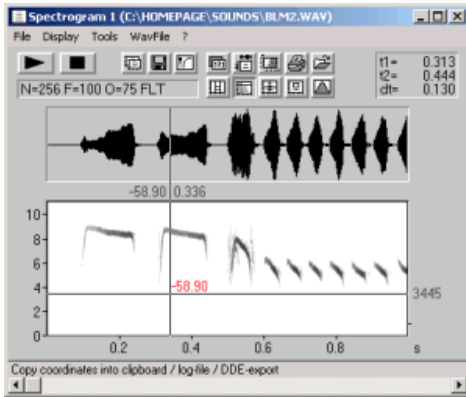 Spectrogram 1 (C:\HOMEPAGE\SOUNDS\BLM2.WAV)
File Display Tools WavFile ?
t1= 0.313
t2= 0.444
dt= 0.130
N=256 F=100 O=75 FLT
-58.90 0.336
10
8
6
4
2
0
-58.90
3445
0.2 0.4 0.6 0.8 s
Copy coordinates into clipboard / log-file / DDE-export